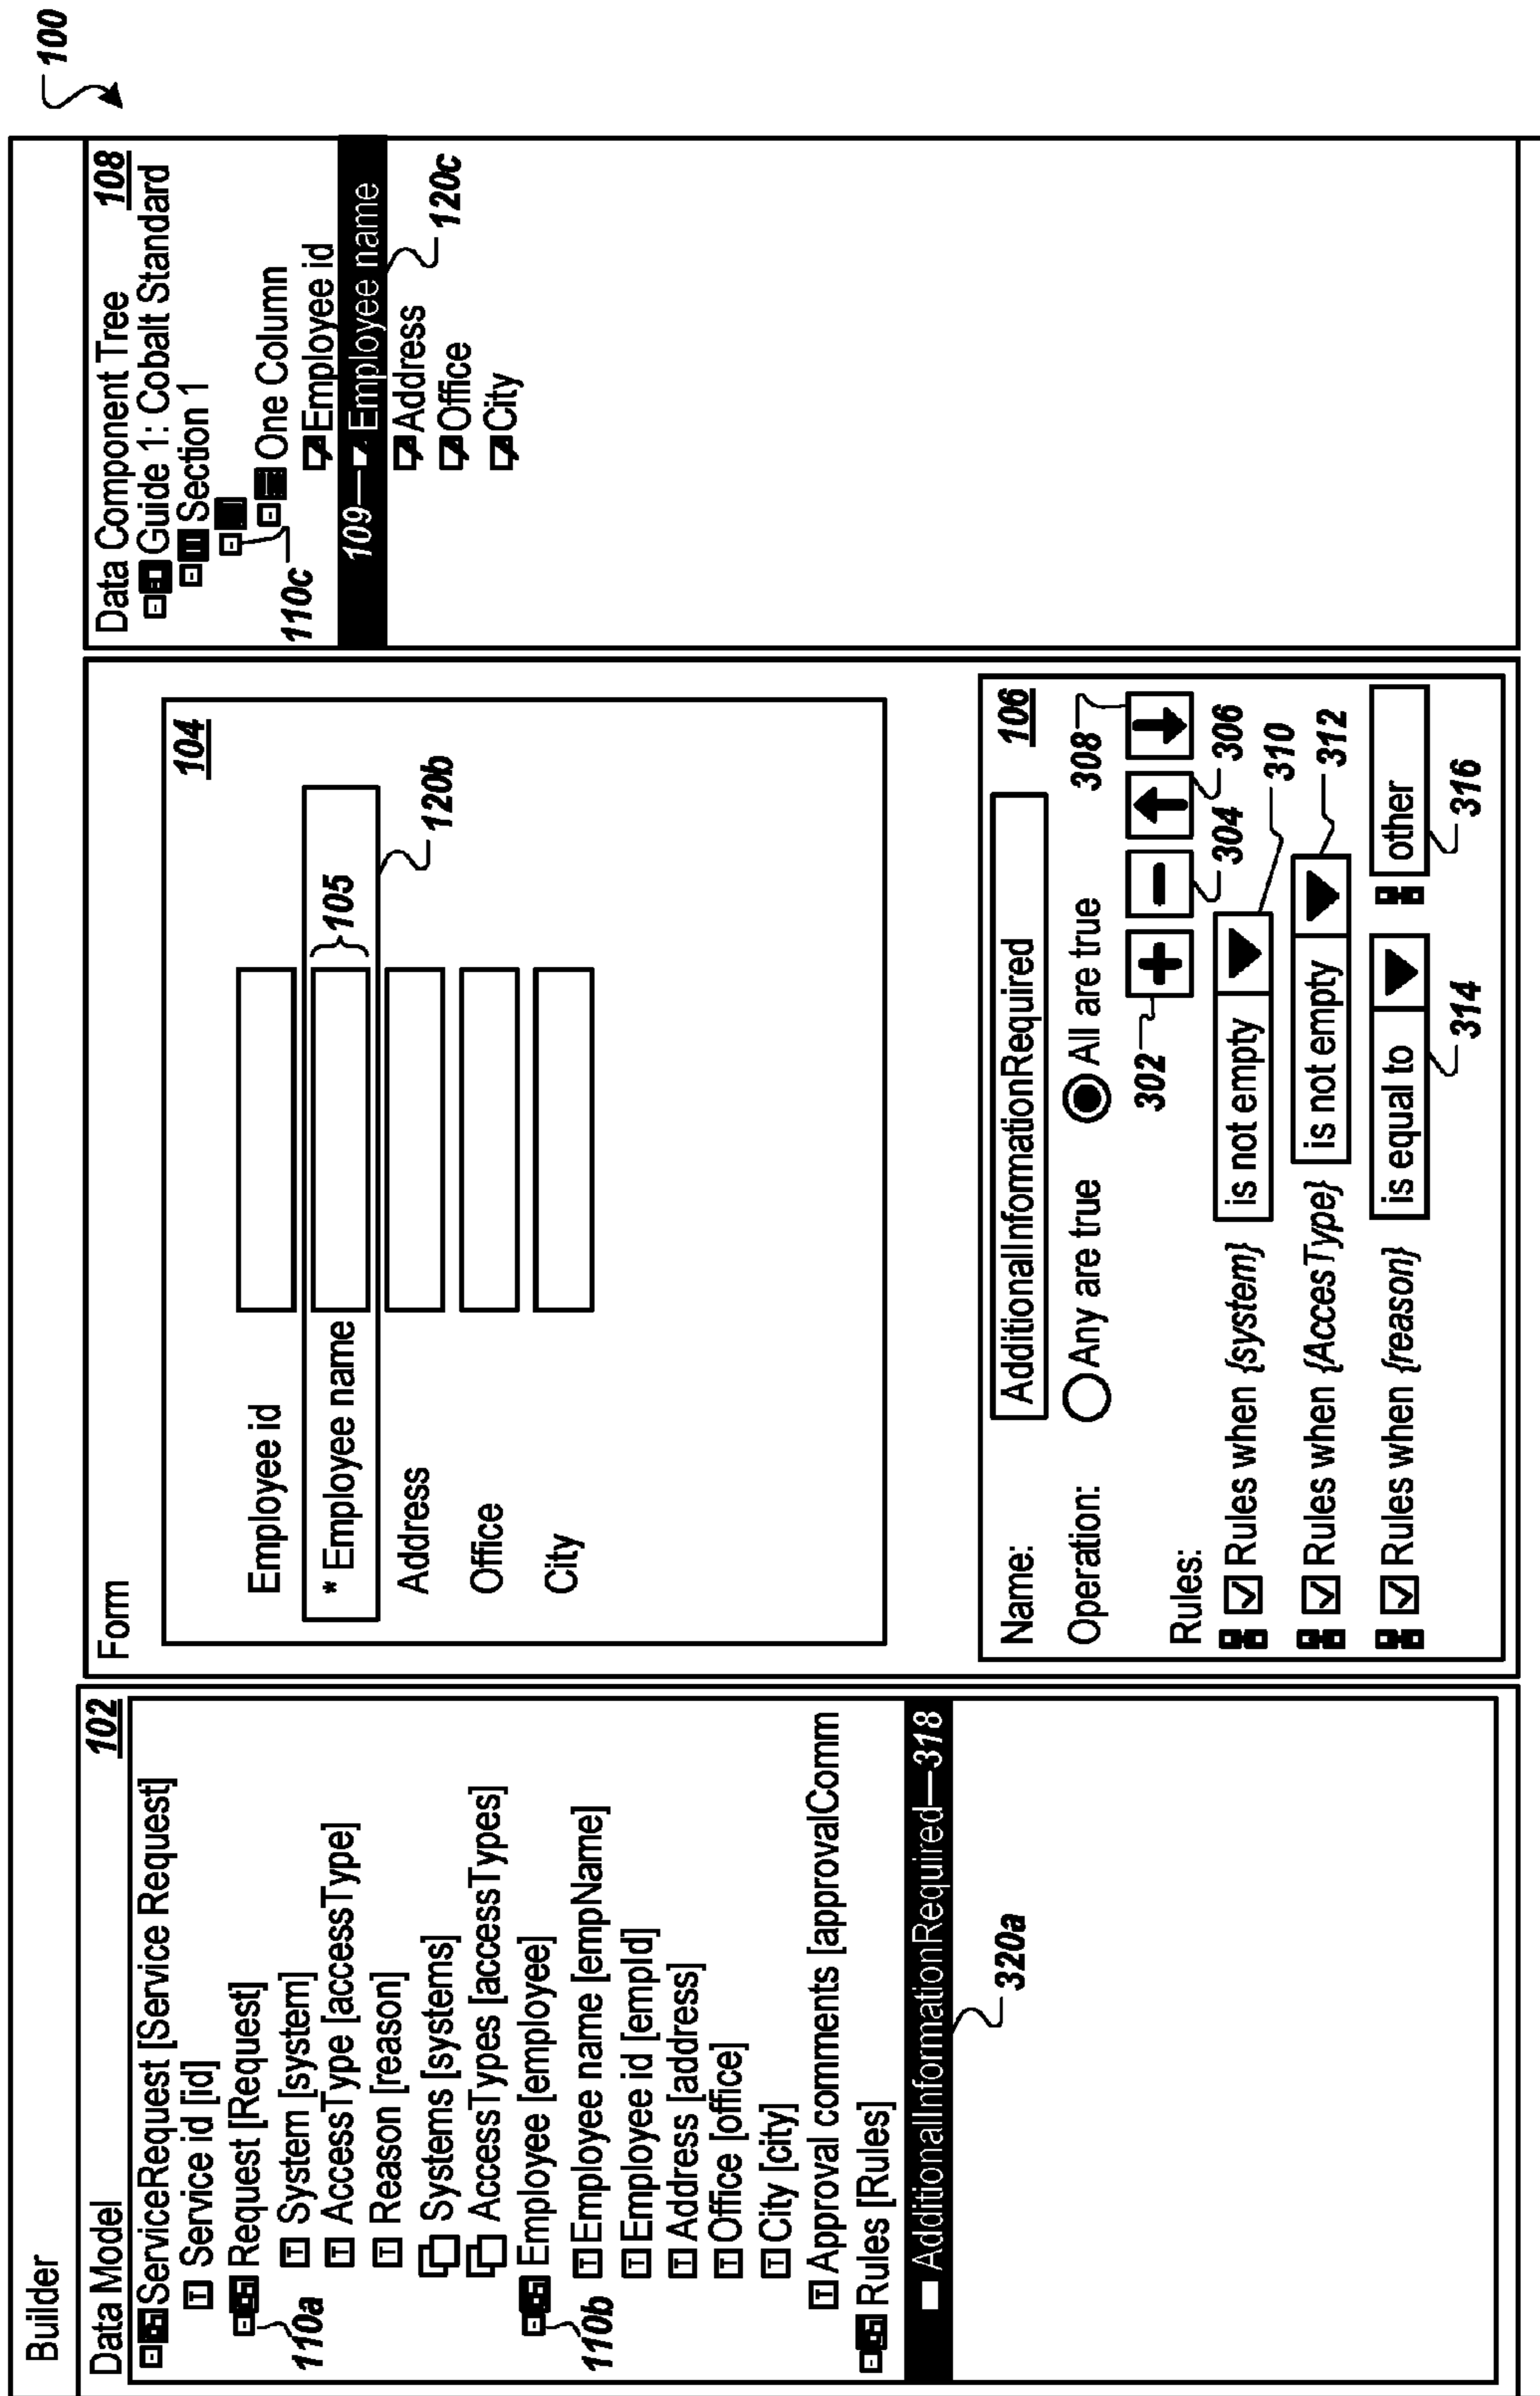 100
Builder
Data Model
102
ServiceRequest [Service Request]
T Service id [id]
Request [Request]
110a
T System [system]
T AccessType [accessType]
T Reason [reason]
Systems [systems]
AccessTypes [accessTypes]
Employee [employee]
110b
T Employee name [empName]
T Employee id [empId]
T Address [address]
T Office [office]
T City [city]
T Approval comments [approvalComm
Rules [Rules]
AdditionalInformationRequired—318
320a
Form
104
Employee id
* Employee name
105
120b
Address
Office
City
106
Name: AdditionalInformationRequired
Operation: Any are true All are true
308
Rules:
302
304
306
Rules when {system} is not empty
310
Rules when {AccesType} is not empty
312
Rules when {reason} is equal to other
314
316
Data Component Tree
108
Guide 1: Cobalt Standard
Section 1
110c
One Column
Employee id
109—Employee name
120c
Address
Office
City